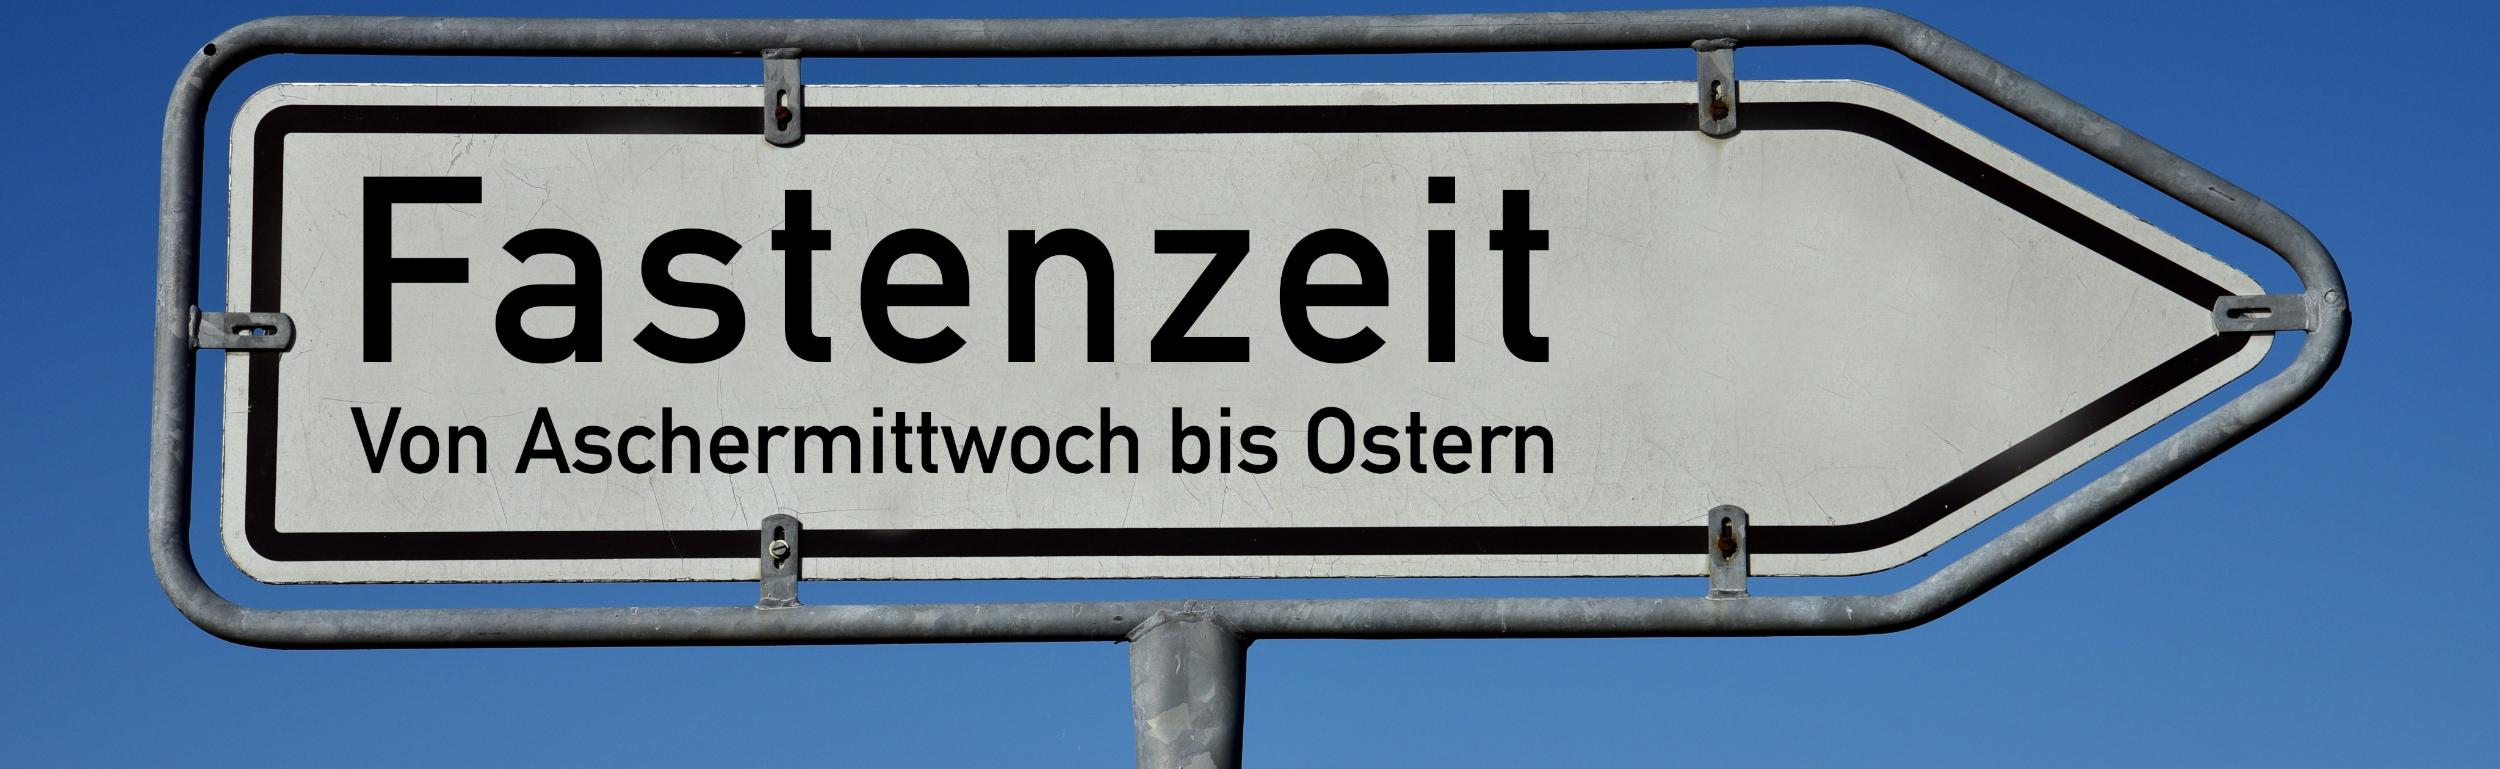 Fastenzeit
Von Aschermittwoch bis Ostern